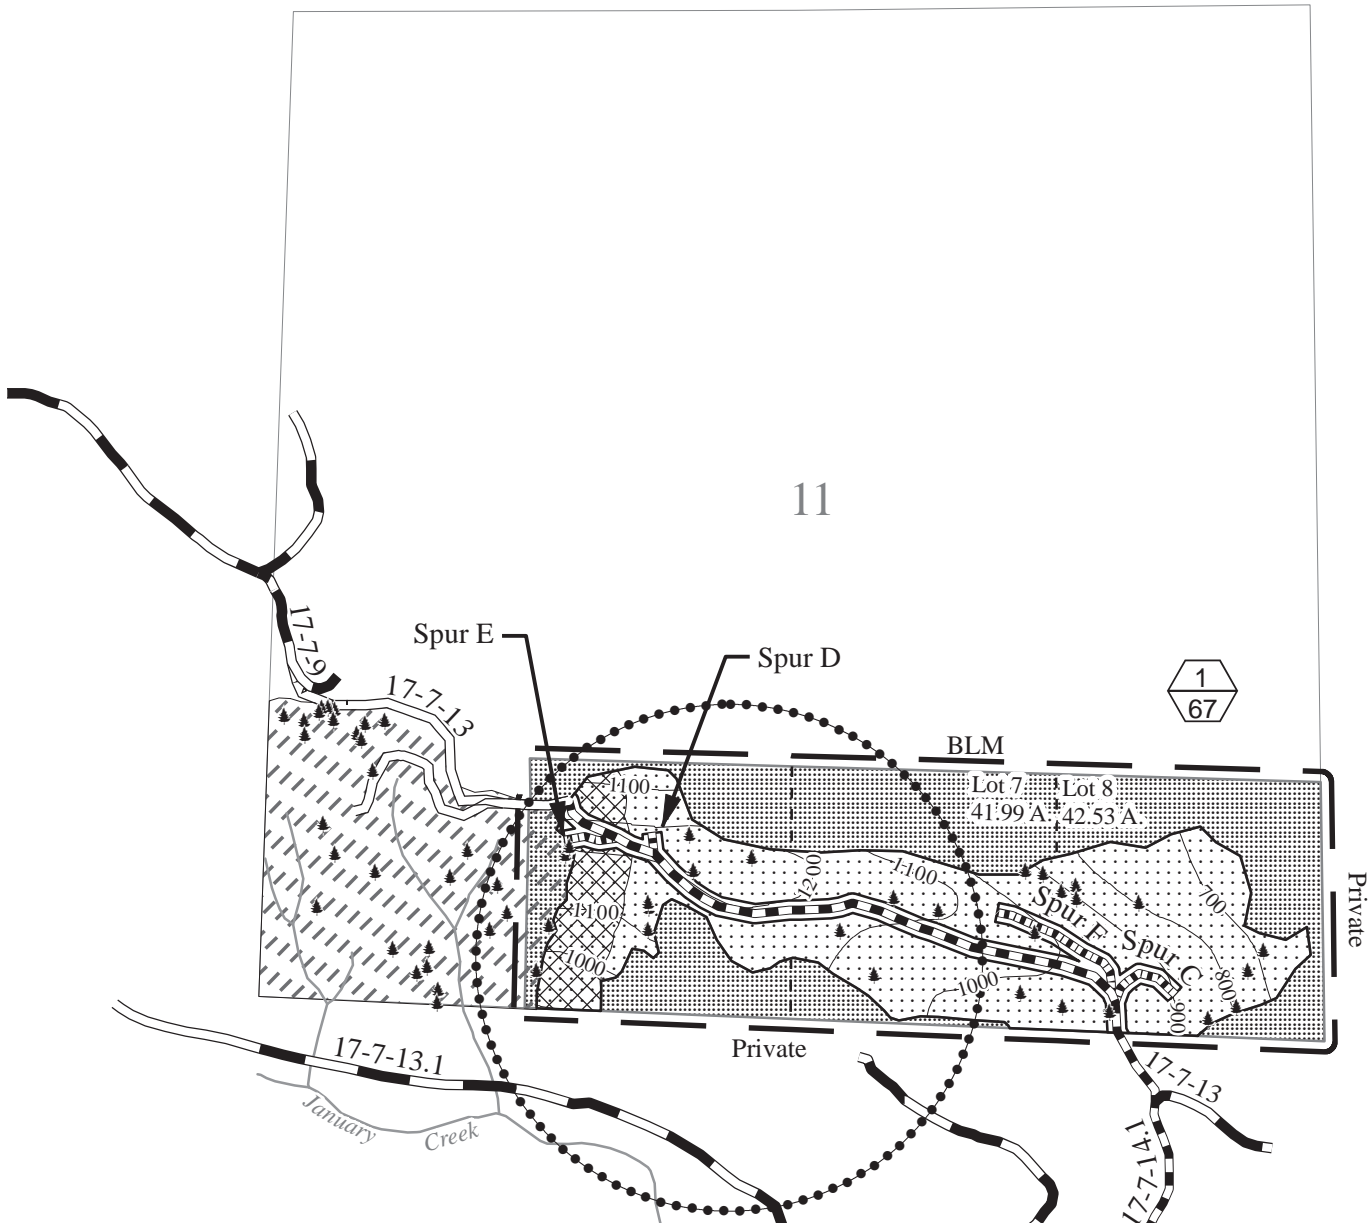 11
17-7-9
Spur E
Spur D
17-7-13
1
67
BLM
Lot 7
41.99 A.
Lot 8
42.53 A.
1100
1200
1100
700
Private
Spur F
Spur C
1100
1000
1000
800
900
Private
17-7-13.1
17-7-13
January
Creek
17-7-14.1